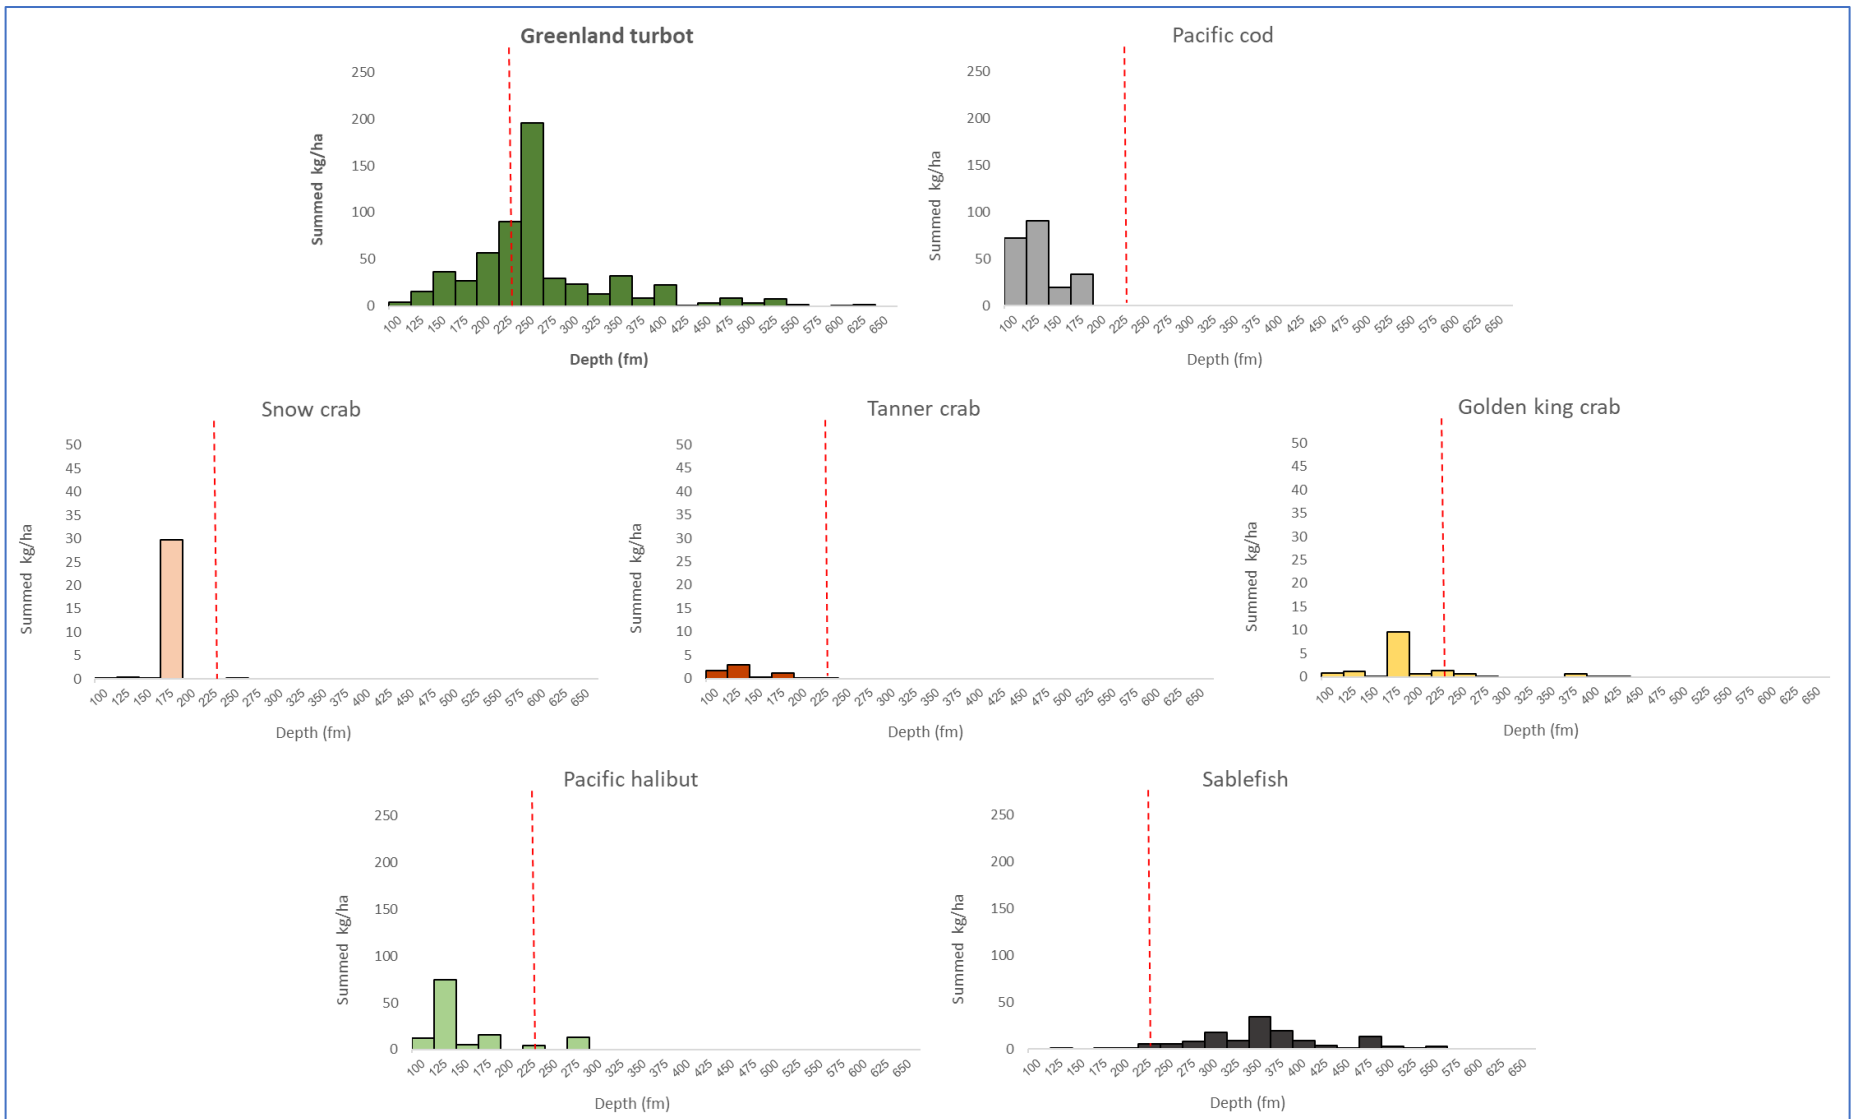 Greenland turbot
Summed kg/ha
250
200
150
100
50
0
100 125 150 175 200 225 250 275 300 325 350 375 400 425 450 475 500 525 550 575 600 625 650
Depth (fm)
Pacific cod
Summed kg/ha
250
200
150
100
50
0
100 125 150 175 200 225 250 275 300 325 350 375 400 425 450 475 500 525 550 575 600 625 650
Depth (fm)
Snow crab
Summed kg/ha
50
45
40
35
30
25
20
15
10
5
0
100 125 150 175 200 225 250 275 300 325 350 375 400 425 450 475 500 525 550 575 600 625 650
Depth (fm)
Tanner crab
Summed kg/ha
50
45
40
35
30
25
20
15
10
5
0
100 125 150 175 200 225 250 275 300 325 350 375 400 425 450 475 500 525 550 575 600 625 650
Depth (fm)
Golden king crab
Summed kg/ha
50
45
40
35
30
25
20
15
10
5
0
100 125 150 175 200 225 250 275 300 325 350 375 400 425 450 475 500 525 550 575 600 625 650
Depth (fm)
Pacific halibut
Summed kg/ha
250
200
150
100
50
0
100 125 150 175 200 225 250 275 300 325 350 375 400 425 450 475 500 525 550 575 600 625 650
Depth (fm)
Sablefish
Summed kg/ha
250
200
150
100
50
0
100 125 150 175 200 225 250 275 300 325 350 375 400 425 450 475 500 525 550 575 600 625 650
Depth (fm)